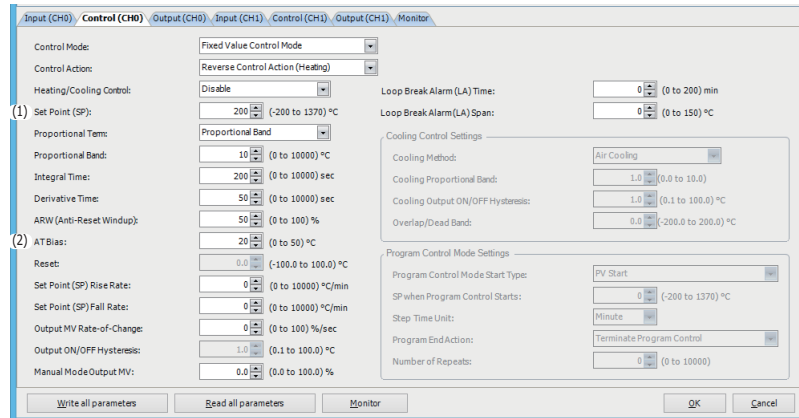 Input (CH0) Control (CH0) Output (CH0) Input (CH1) Control (CH1) Output (CH1) Monitor
Control Mode: Fixed Value Control Mode
Control Action: Reverse Control Action (Heating)
Heating/Cooling Control: Disable
Loop Break Alarm (LA) Time: 0 (0 to 200) min
(1) Set Point (SP): 200 (-200 to 1370) °C
Loop Break Alarm (LA) Span: 0 (0 to 150) °C
Proportional Term: Proportional Band
Proportional Band: 10 (0 to 10000) °C
Integral Time: 200 (0 to 10000) sec
Derivative Time: 50 (0 to 10000) sec
ARW (Anti-Reset Windup): 50 (0 to 100) %
(2) AT Bias: 20 (0 to 50) °C
Reset: 0.0 (-100.0 to 100.0) °C
Set Point (SP) Rise Rate: 0 (0 to 10000) °C/min
Set Point (SP) Fall Rate: 0 (0 to 10000) °C/min
Output MV Rate-of-Change: 0 (0 to 100) %/sec
Output ON/OFF Hysteresis: 1.0 (0.1 to 100.0) °C
Manual Mode Output MV: 0.0 (0.0 to 100.0) %
Cooling Control Settings
Cooling Method: Air Cooling
Cooling Proportional Band: 1.0 (0.0 to 10.0)
Cooling Output ON/OFF Hysteresis: 1.0 (0.1 to 100.0) °C
Overlap/Dead Band: 0.0 (-200.0 to 200.0) °C
Program Control Mode Settings
Program Control Mode Start Type: PV Start
SP when Program Control Starts: 0 (-200 to 1370) °C
Step Time Unit: Minute
Program End Action: Terminate Program Control
Number of Repeats: 0 (0 to 10000)
Write all parameters Read all parameters Monitor OK Cancel